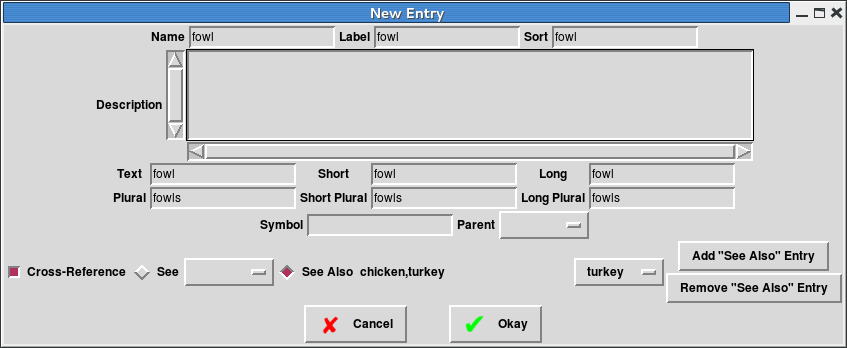 New Entry
Name fowl Label fowl Sort fowl
Description
Text fowl Short fowl Long fowl
Plural fowls Short Plural fowls Long Plural fowls
Symbol Parent
Add "See Also" Entry
Cross-Reference See See Also chicken,turkey turkey
Remove "See Also" Entry
Cancel Okay